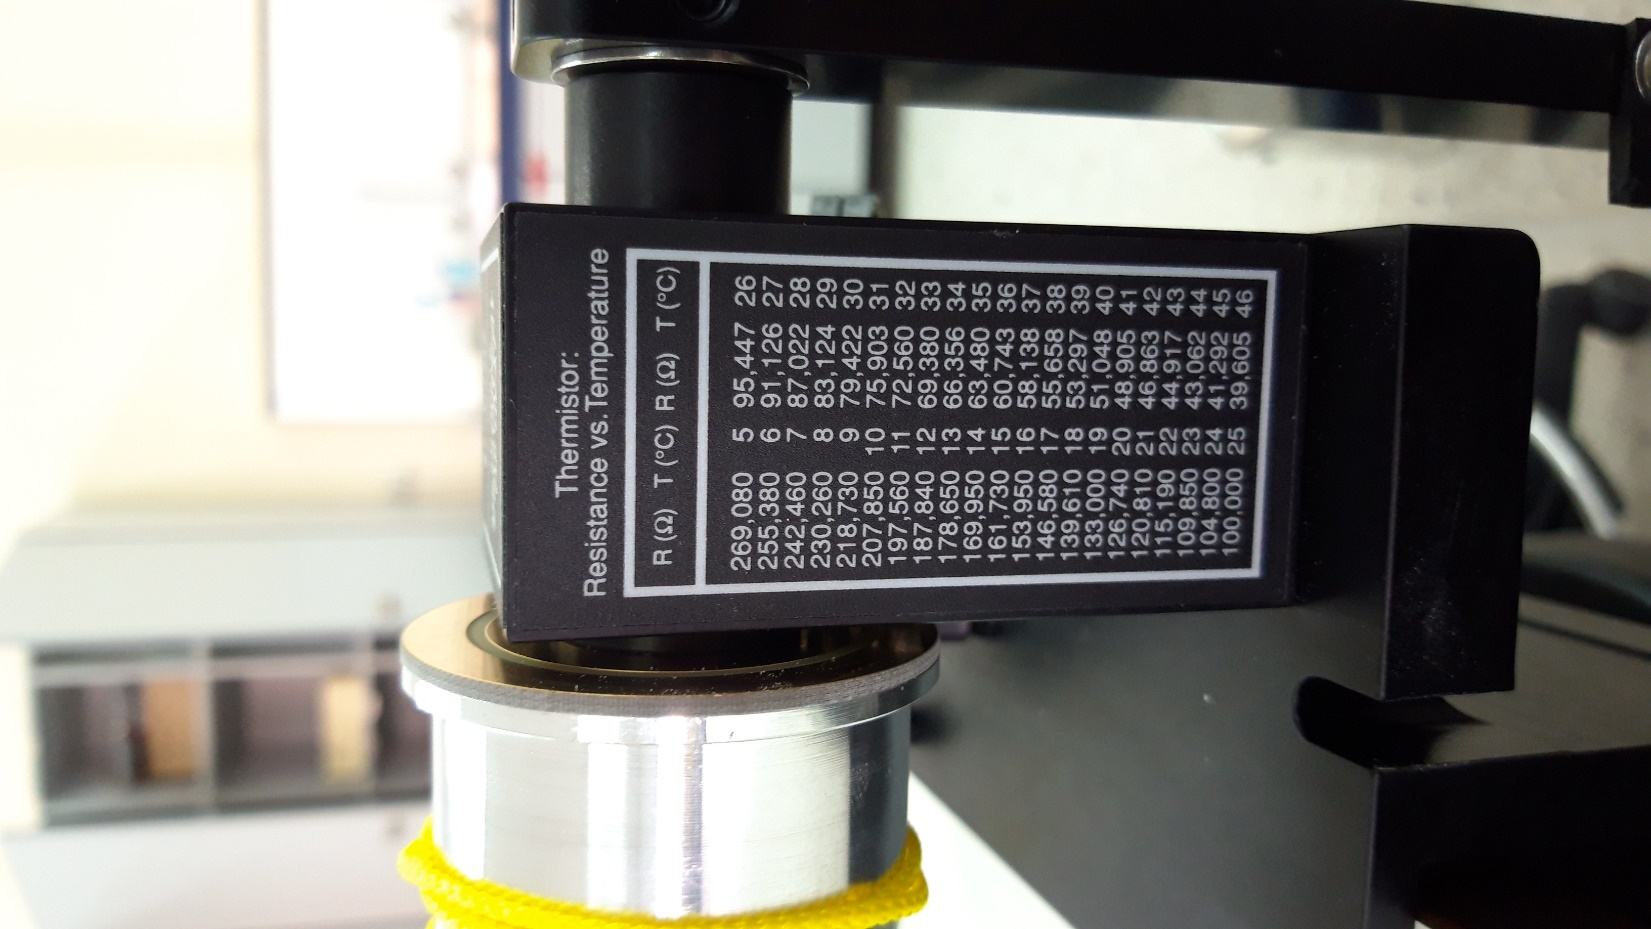 Thermistor:
Resistance vs. Temperature
R (Ω) T (°C) R (Ω) T (°C)
269,080 5 95,447 26
255,380 6 91,126 27
242,460 7 87,022 28
230,260 8 83,124 29
218,730 9 79,422 30
207,850 10 75,903 31
197,560 11 72,560 32
187,840 12 69,380 33
178,650 13 66,356 34
169,950 14 63,480 35
161,730 15 60,743 36
153,950 16 58,138 37
146,580 17 55,658 38
139,610 18 53,297 39
133,000 19 51,048 40
126,740 20 48,905 41
120,810 21 46,863 42
115,190 22 44,917 43
109,850 23 43,062 44
104,800 24 41,292 45
100,000 25 39,605 46